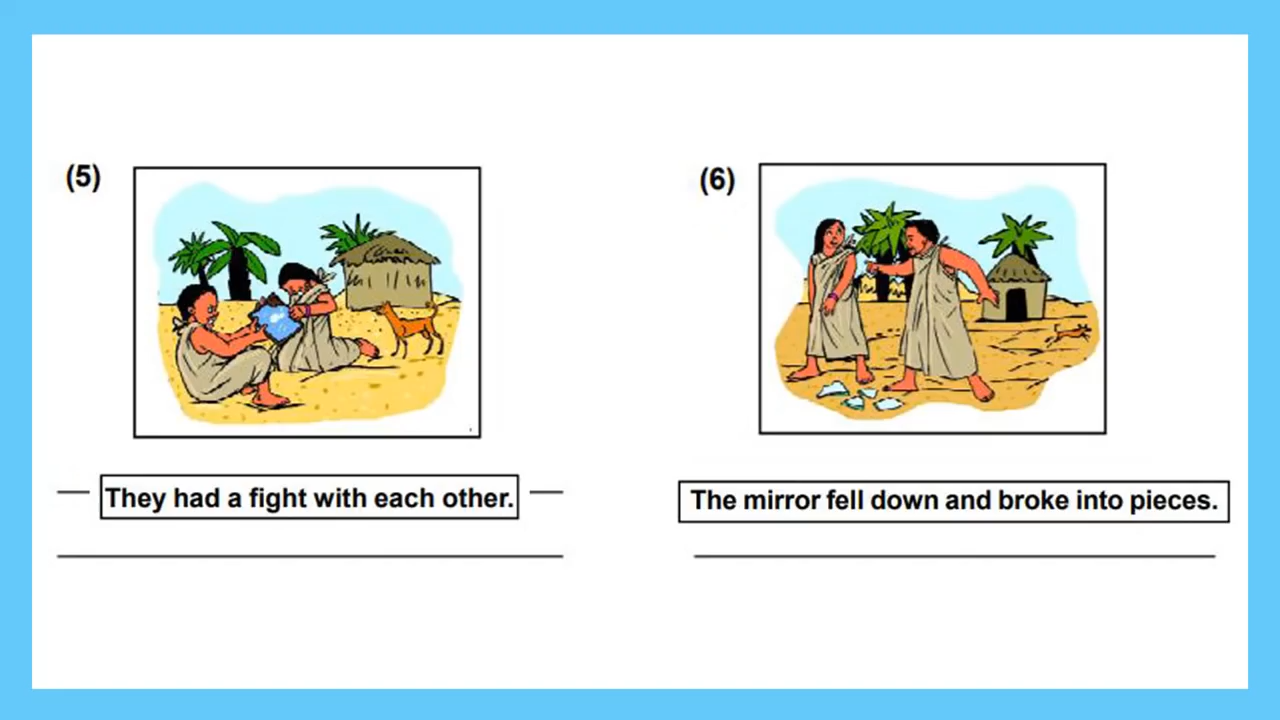 (5)
(6)
They had a fight with each other.
The mirror fell down and broke into pieces.